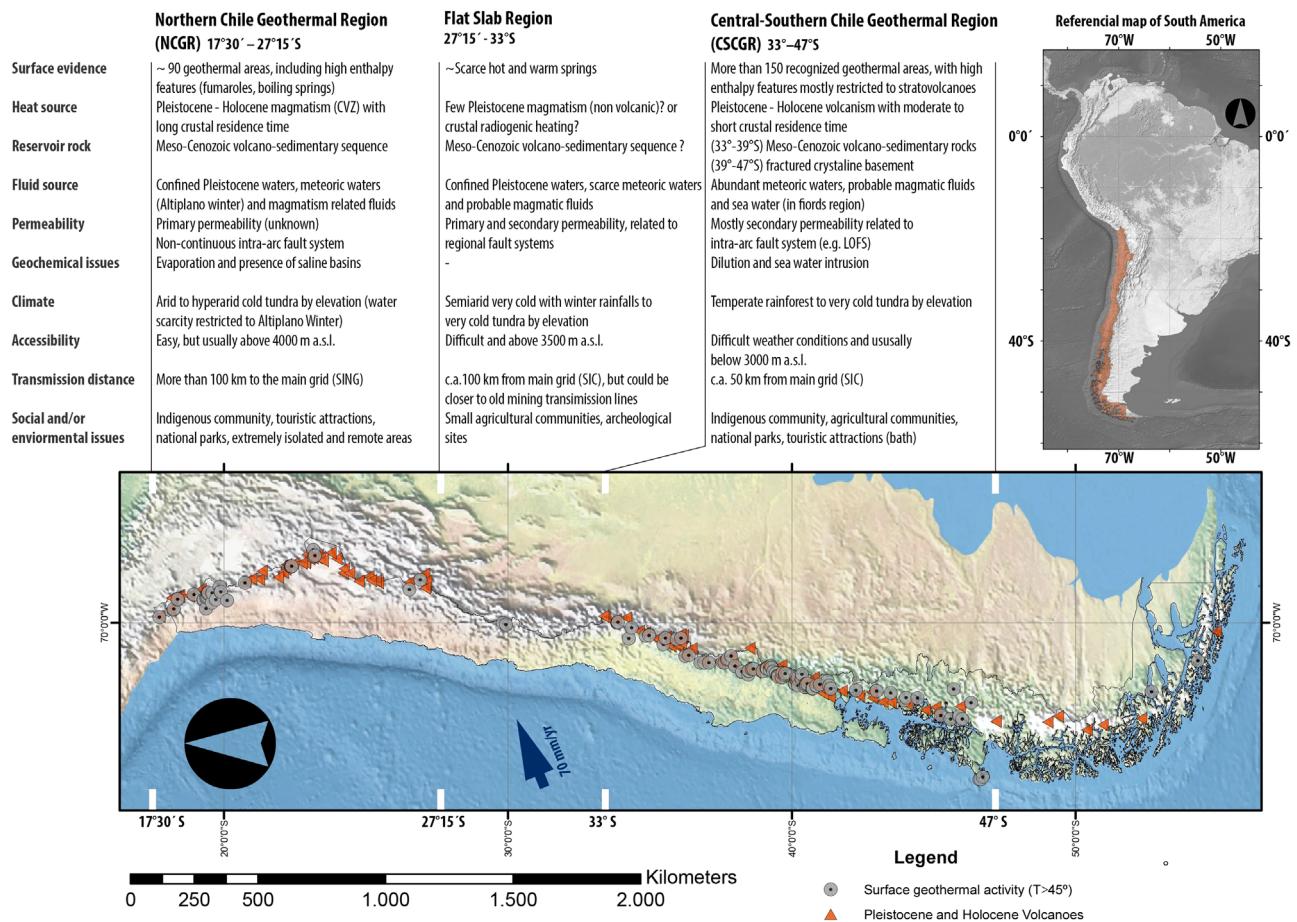 Northern Chile Geothermal Region
(NCGR) 17°30´ – 27°15´S
Flat Slab Region
27°15´ - 33°S
Central-Southern Chile Geothermal Region
(CSCGR) 33°–47°S
Referencial map of South America
70°W 50°W
Surface evidence
~ 90 geothermal areas, including high enthalpy
features (fumaroles, boiling springs)
~Scarce hot and warm springs
More than 150 recognized geothermal areas, with high
enthalpy features mostly restricted to stratovolcanoes
Heat source
Pleistocene - Holocene magmatism (CVZ) with
long crustal residence time
Few Pleistocene magmatism (non volcanic)? or
crustal radiogenic heating?
Pleistocene - Holocene volcanism with moderate to
short crustal residence time
Reservoir rock
Meso-Cenozoic volcano-sedimentary sequence
Meso-Cenozoic volcano-sedimentary sequence ?
(33°-39°S) Meso-Cenozoic volcano-sedimentary rocks
(39°-47°S) fractured crystaline basement
Fluid source
Confined Pleistocene waters, meteoric waters
(Altiplano winter) and magmatism related fluids
Confined Pleistocene waters, scarce meteoric waters
and probable magmatic fluids
Abundant meteoric waters, probable magmatic fluids
and sea water (in fiords region)
Permeability
Primary permeability (unknown)
Non-continuous intra-arc fault system
Primary and secondary permeability, related to
regional fault systems
Mostly secondary permeability related to
intra-arc fault system (e.g. LOFS)
Geochemical issues
Evaporation and presence of saline basins
-
Dilution and sea water intrusion
Climate
Arid to hyperarid cold tundra by elevation (water
scarcity restricted to Altiplano Winter)
Semiarid very cold with winter rainfalls to
very cold tundra by elevation
Temperate rainforest to very cold tundra by elevation
Accessibility
Easy, but usually above 4000 m a.s.l.
Difficult and above 3500 m a.s.l.
Difficult weather conditions and ususally
below 3000 m a.s.l.
Transmission distance
More than 100 km to the main grid (SING)
c.a.100 km from main grid (SIC), but could be
closer to old mining transimission lines
c.a. 50 km from main grid (SIC)
Social and/or
enviormental issues
Indigenous community, touristic attractions,
national parks, extremely isolated and remote areas
Small agricultural communities, archeological
sites
Indigenous community, agricultural communities,
national parks, touristic attractions (bath)
0°0´
0°0´
40°S
40°S
70°W 50°W
70°0'0"W
70°0'0"W
70 mm/yr
17°30´ S
27°15´S
33° S
47° S
20°0'0"S
30°0'0"S
40°0'0"S
50°0'0"S
Kilometers
0 250 500 1.000 1.500 2.000
Legend
Surface geothermal activity (T>45º)
Pleistocene and Holocene Volcanoes